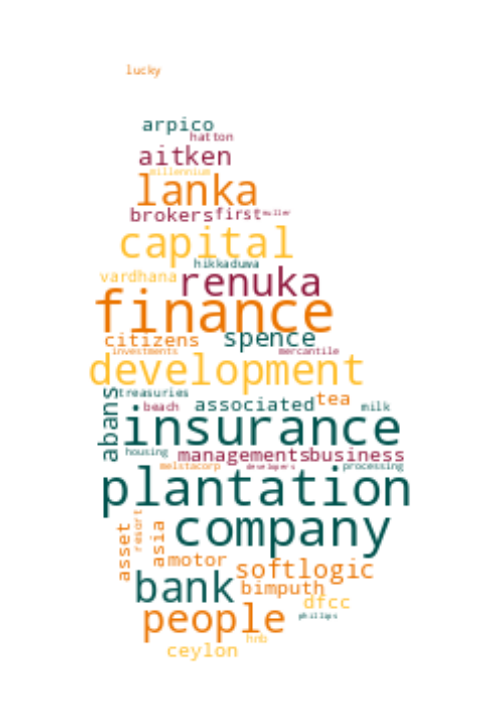 lucky
arpico
hatton
aitken
millennium
lanka
brokers first muller
capital
hikkaduwa
vardhana renuka
finance
citizens spence
investments mercantile
development
treasuries
abans beach associated tea milk
insurance
housing managements business
melstacorp developers processing
plantation
company
asset resort asia
motor softlogic
bank bimputh
dfcc
people phillips
hnb
ceylon